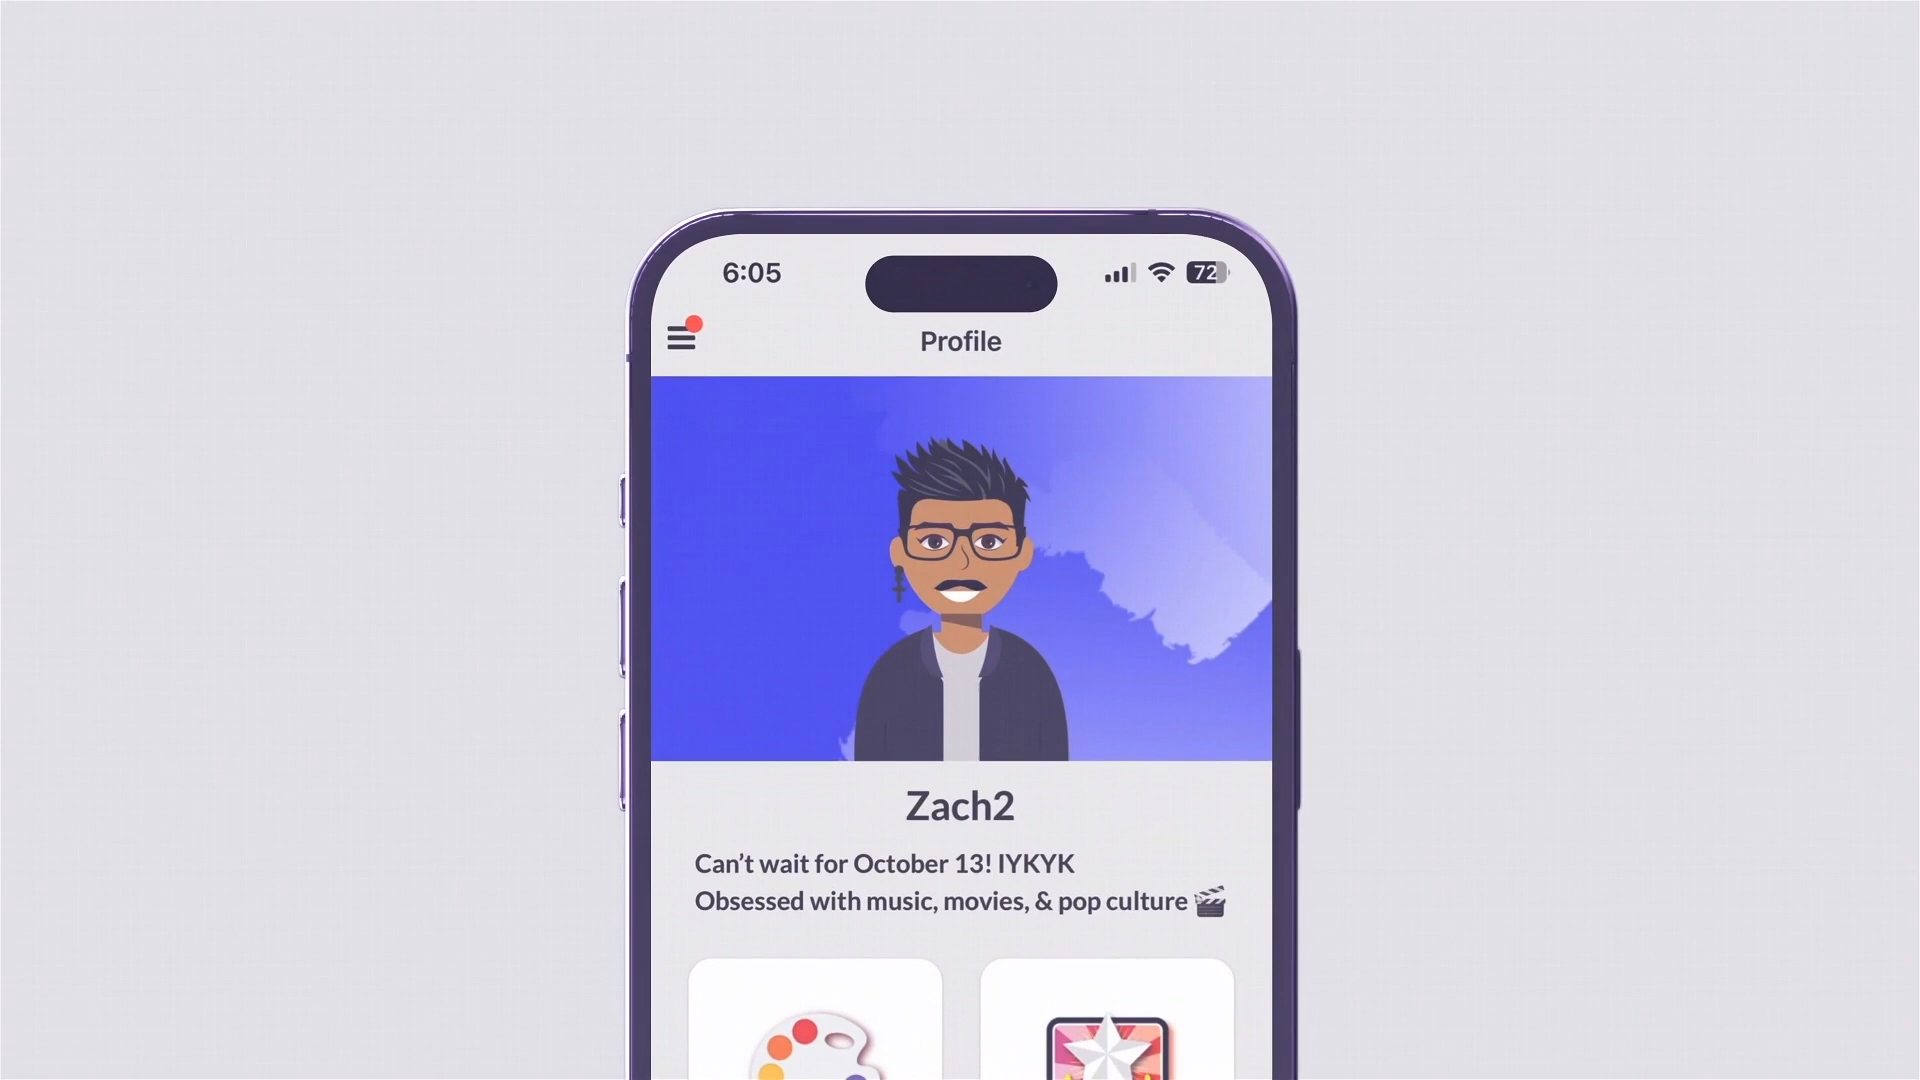 6:05
72
Profile
Zach2
Can't wait for October 13! IYKYK
Obsessed with music, movies, & pop culture 🎬